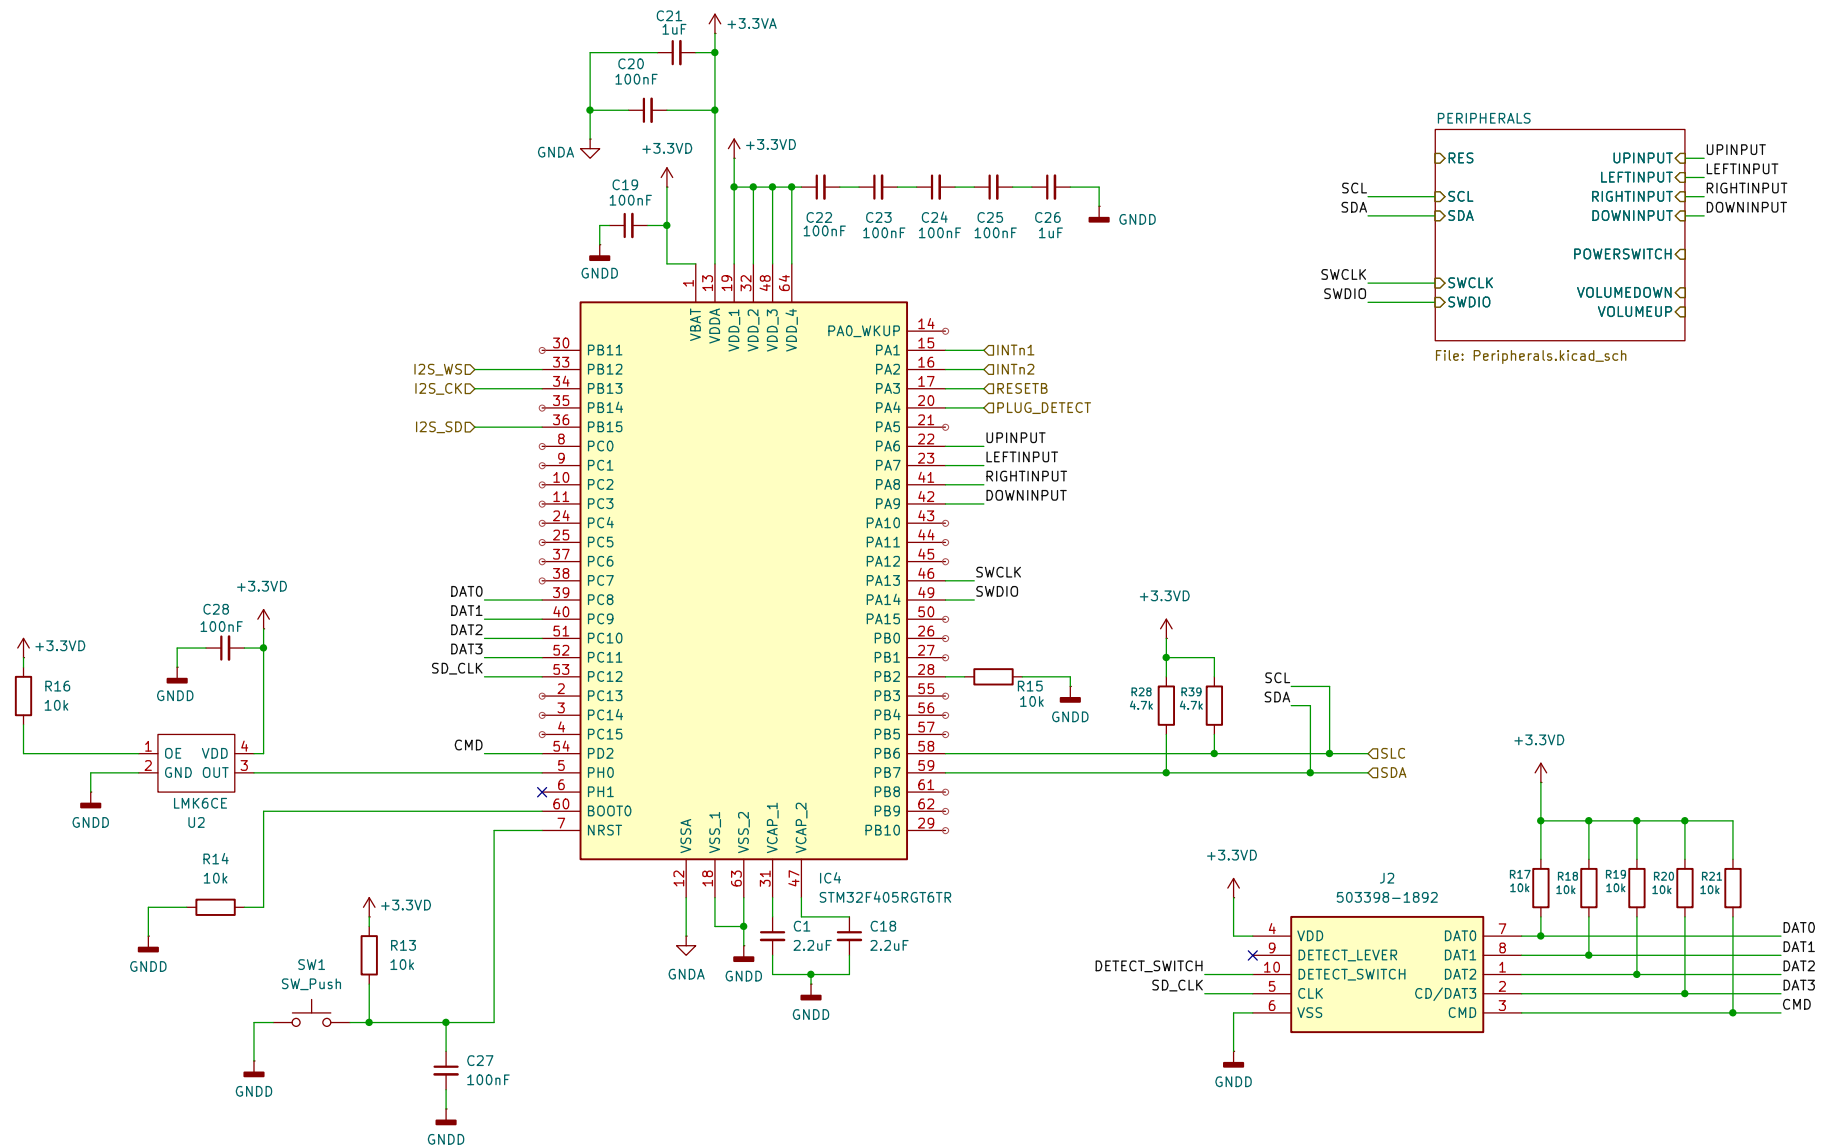 C21
1uF
+3.3VA
C20
100nF
GNDA
+3.3VD
+3.3VD
C19
100nF
GNDD
C22
100nF
C23
100nF
C24
100nF
C25
100nF
C26
1uF
GNDD
1
13
19
32
48
64
VBAT
VDDA
VDD_1
VDD_2
VDD_3
VDD_4
30 PB11
I2S_WS 33 PB12
I2S_CK 34 PB13
35 PB14
I2S_SD 36 PB15
8 PC0
9 PC1
10 PC2
11 PC3
24 PC4
25 PC5
37 PC6
38 PC7
DAT0 39 PC8
DAT1 40 PC9
DAT2 51 PC10
DAT3 52 PC11
SD_CLK 53 PC12
2 PC13
3 PC14
4 PC15
CMD 54 PD2
5 PH0
6 PH1
60 BOOT0
7 NRST
PA0_WKUP 14
PA1 15 INTn1
PA2 16 INTn2
PA3 17 RESETB
PA4 20 PLUG_DETECT
PA5 21
PA6 22 UPINPUT
PA7 23 LEFTINPUT
PA8 41 RIGHTINPUT
PA9 42 DOWNINPUT
PA10 43
PA11 44
PA12 45
PA13 46 SWCLK
PA14 49 SWDIO
PA15 50
PB0 26
PB1 27
PB2 28
PB3 55
PB4 56
PB5 57
PB6 58 SLC
PB7 59 SDA
PB8 61
PB9 62
PB10 29
VSSA
VSS_1
VSS_2
VCAP_1
VCAP_2
12
18
63
31
47
IC4
STM32F405RGT6TR
C1
2.2uF
C18
2.2uF
GNDA
GNDD
GNDD
R15
10k
GNDD
+3.3VD
R28
4.7k
R39
4.7k
SCL
SDA
+3.3VD
C28
100nF
GNDD
+3.3VD
R16
10k
1 OE VDD 4
2 GND OUT 3
LMK6CE
U2
GNDD
R14
10k
GNDD
+3.3VD
R13
10k
SW1
SW_Push
GNDD
C27
100nF
GNDD
PERIPHERALS
RES
SCL SCL
SDA SDA
SWCLK SWCLK
SWDIO SWDIO
UPINPUT UPINPUT
LEFTINPUT LEFTINPUT
RIGHTINPUT RIGHTINPUT
DOWNINPUT DOWNINPUT
POWERSWITCH
VOLUMEDOWN
VOLUMEUP
File: Peripherals.kicad_sch
+3.3VD
R17
10k
R18
10k
R19
10k
R20
10k
R21
10k
+3.3VD
J2
503398-1892
4 VDD
9 DETECT_LEVER
DETECT_SWITCH 10 DETECT_SWITCH
SD_CLK 5 CLK
6 VSS
DAT0 7 DAT0
DAT1 8 DAT1
DAT2 1 DAT2
CD/DAT3 2 DAT3
CMD 3 CMD
GNDD